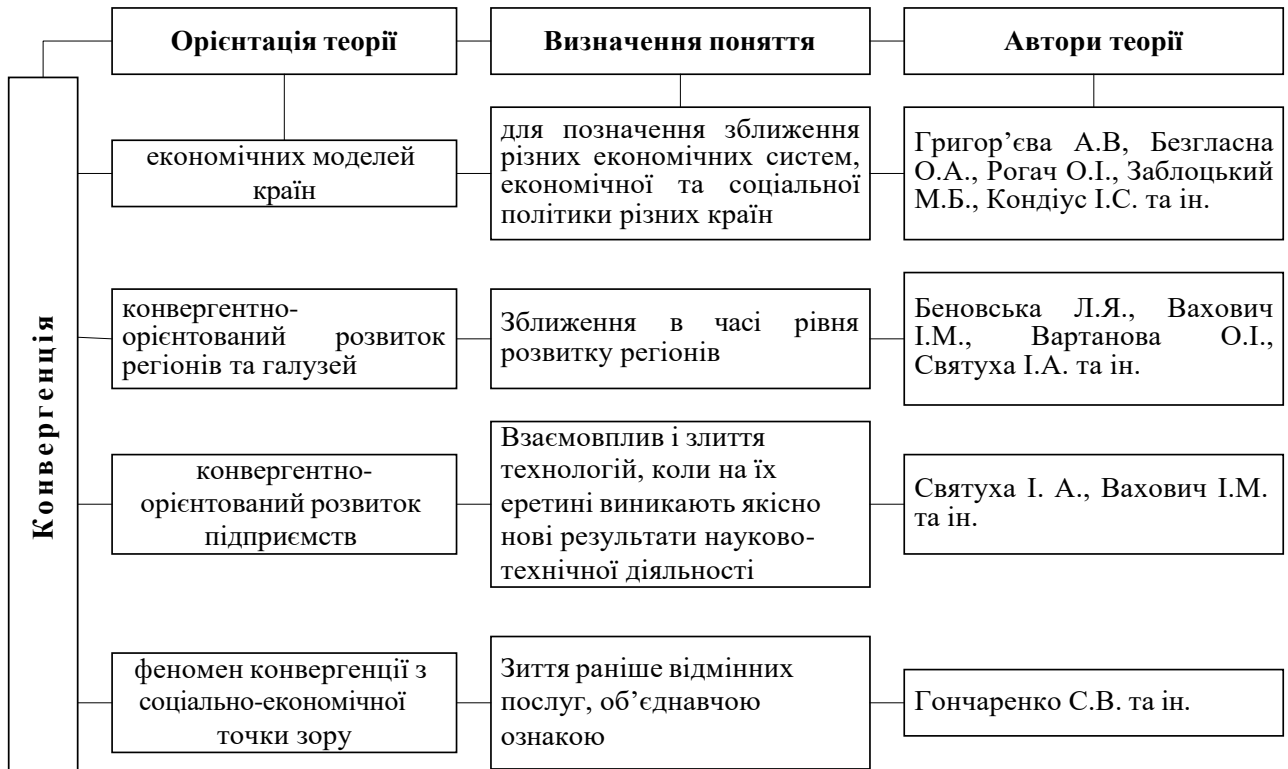 Орієнтація теорії
Визначення поняття
Автори теорії
Конвергенція
економічних моделей
країн
для позначення зближення
різних економічних систем,
економічної та соціальної
політики різних країн
Григор’єва А.В, Безгласна
О.А., Рогач О.І., Заблоцький
М.Б., Кондіус І.С. та ін.
конвергентно-
орієнтований розвиток
регіонів та галузей
Зближення в часі рівня
розвитку регіонів
Беновська Л.Я., Вахович
І.М., Вартанова О.І.,
Святуха І.А. та ін.
конвергентно-
орієнтований розвиток
підприємств
Взаємовплив і злиття
технологій, коли на їх
еретині виникають якісно
нові результати науково-
технічної діяльності
Святуха І. А., Вахович І.М.
та ін.
феномен конвергенції з
соціально-економічної
точки зору
Зиття раніше відмінних
послуг, об’єднавчою
ознакою
Гончаренко С.В. та ін.